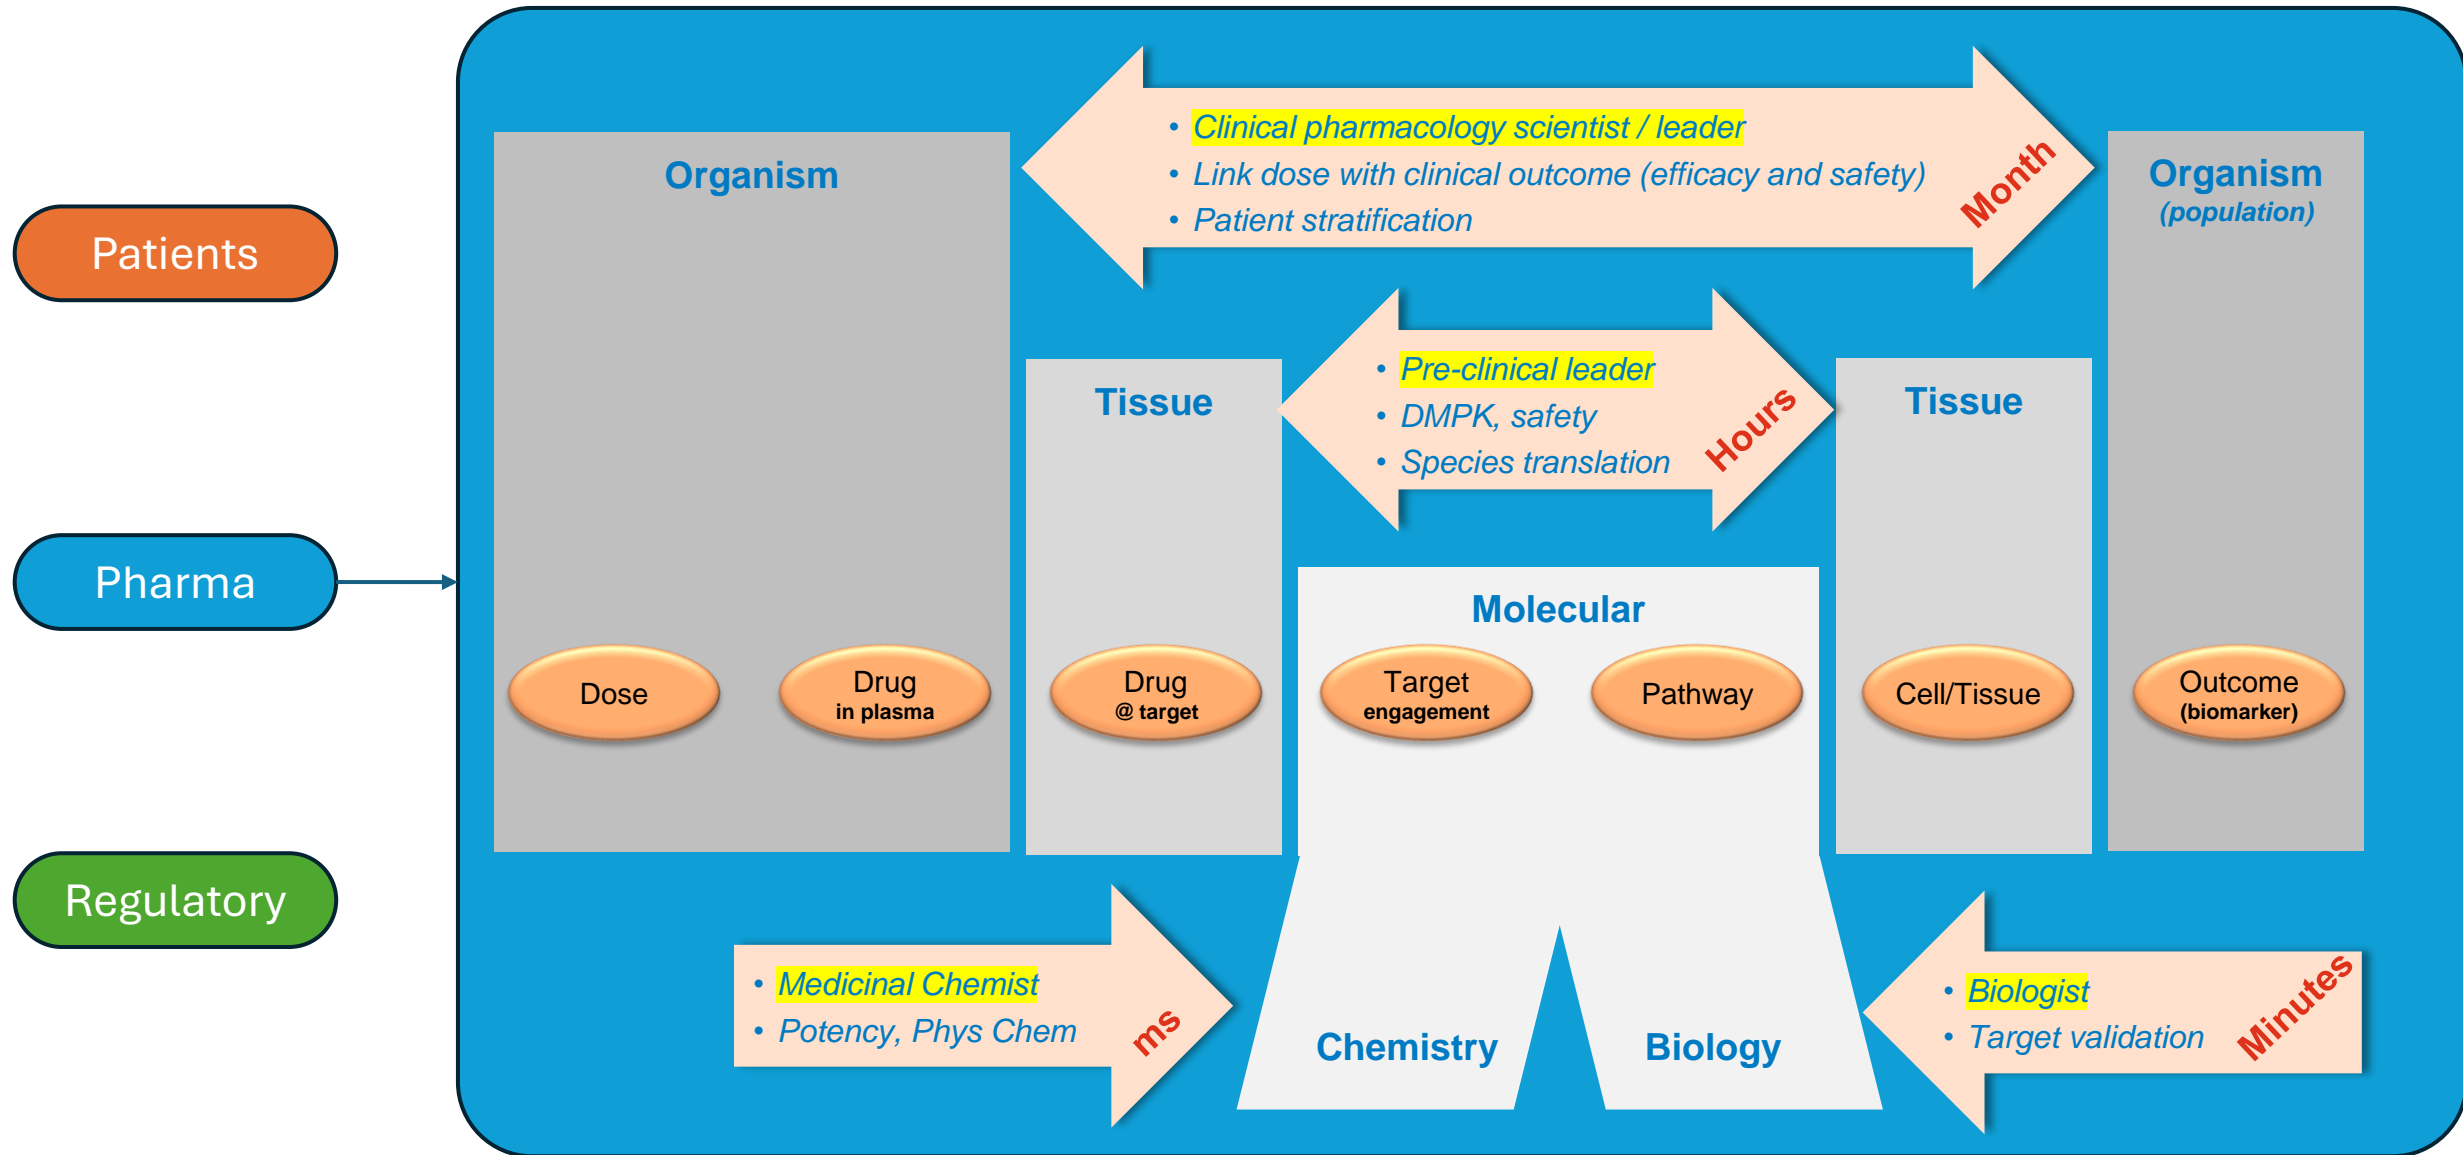 Patients
Pharma
Regulatory
Organism
• Clinical pharmacology scientist / leader
• Link dose with clinical outcome (efficacy and safety)
• Patient stratification
Month
Organism
(population)
Tissue
• Pre-clinical leader
• DMPK, safety
• Species translation
Hours
Tissue
Molecular
Dose
Drug
in plasma
Drug
@ target
Target
engagement
Pathway
Cell/Tissue
Outcome
(biomarker)
• Medicinal Chemist
• Potency, Phys Chem
ms
Chemistry
Biology
• Biologist
• Target validation
Minutes